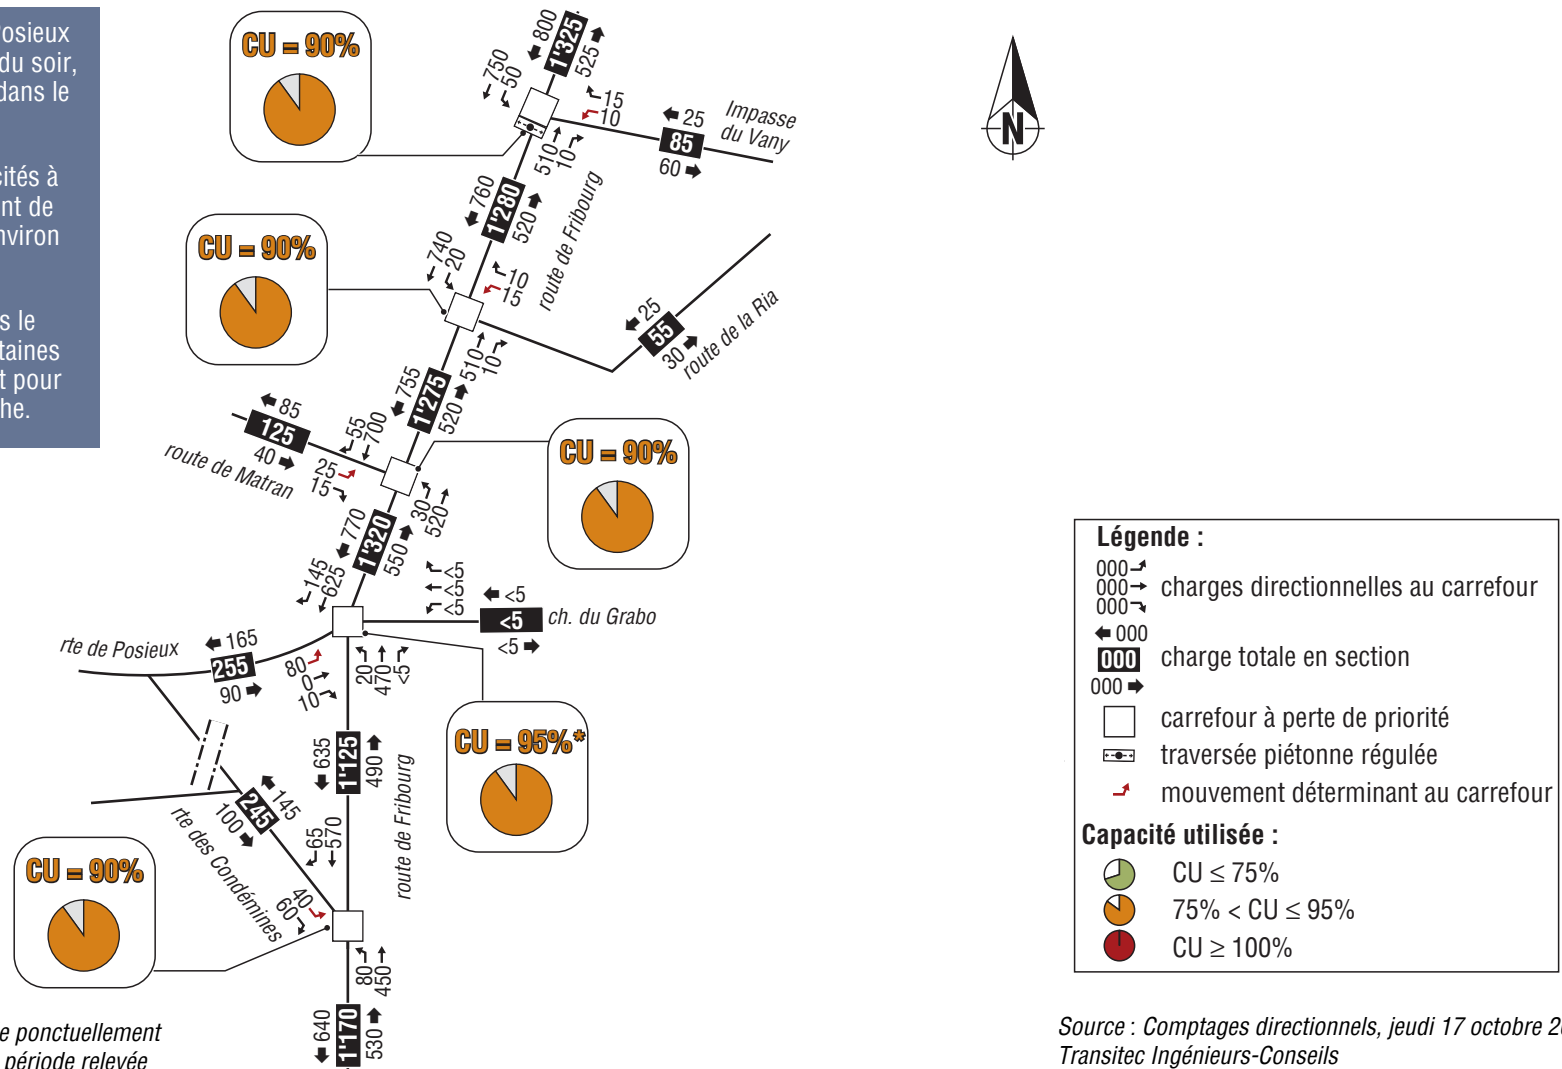 osieux
du soir,
dans le
cités à
nt de
nviron
s le
taines
t pour
he.
CU = 90%
800
1'325
525
750
50
15
10
25
85
60
Impasse
du Vany
510
10
760
1'280
520
route de Fribourg
CU = 90%
740
20
10
15
25
55
30
route de la Ria
510
10
755
1'275
520
85
125
40
route de Matran
55
700
25
15
30
520
CU = 90%
770
1'320
550
145
625
<5
<5
<5
<5
<5
<5
ch. du Grabo
rte de Posieux
165
255
90
80
0
10
20
470
<5
CU = 95%*
635
1'125
490
route de Fribourg
145
245
100
rte des Condémines
65
570
40
60
CU = 90%
80
450
640
1'170
530
N
Légende :
000
000
000
charges directionnelles au carrefour
000
000
000
charge totale en section
carrefour à perte de priorité
traversée piétonne régulée
mouvement déterminant au carrefour
Capacité utilisée :
CU ≤ 75%
75% < CU ≤ 95%
CU ≥ 100%
e ponctuellement
période relevée
Source : Comptages directionnels, jeudi 17 octobre 2
Transitec Ingénieurs-Conseils